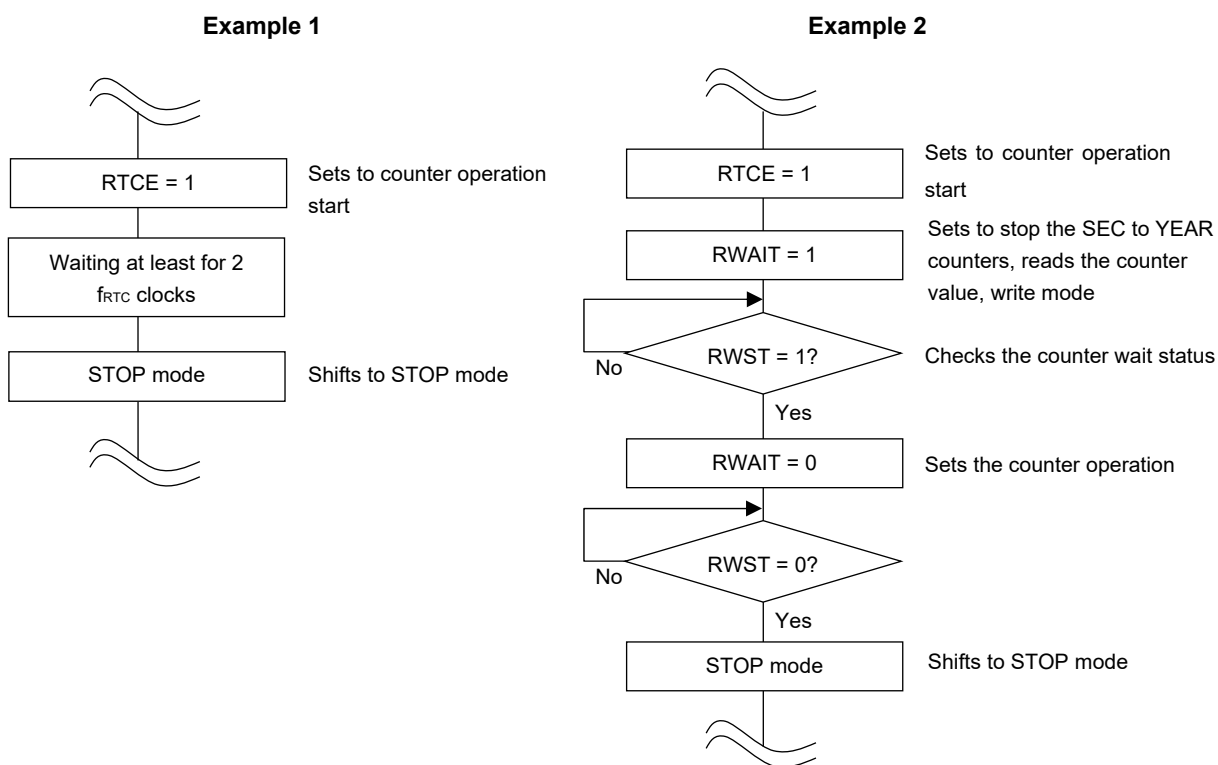 Example 1
RTCE = 1
Sets to counter operation
start
Waiting at least for 2
fRTC clocks
STOP mode
Shifts to STOP mode
Example 2
RTCE = 1
Sets to counter operation
start
RWAIT = 1
Sets to stop the SEC to YEAR
counters, reads the counter
value, write mode
RWST = 1?
No
Checks the counter wait status
Yes
RWAIT = 0
Sets the counter operation
RWST = 0?
No
Yes
STOP mode
Shifts to STOP mode